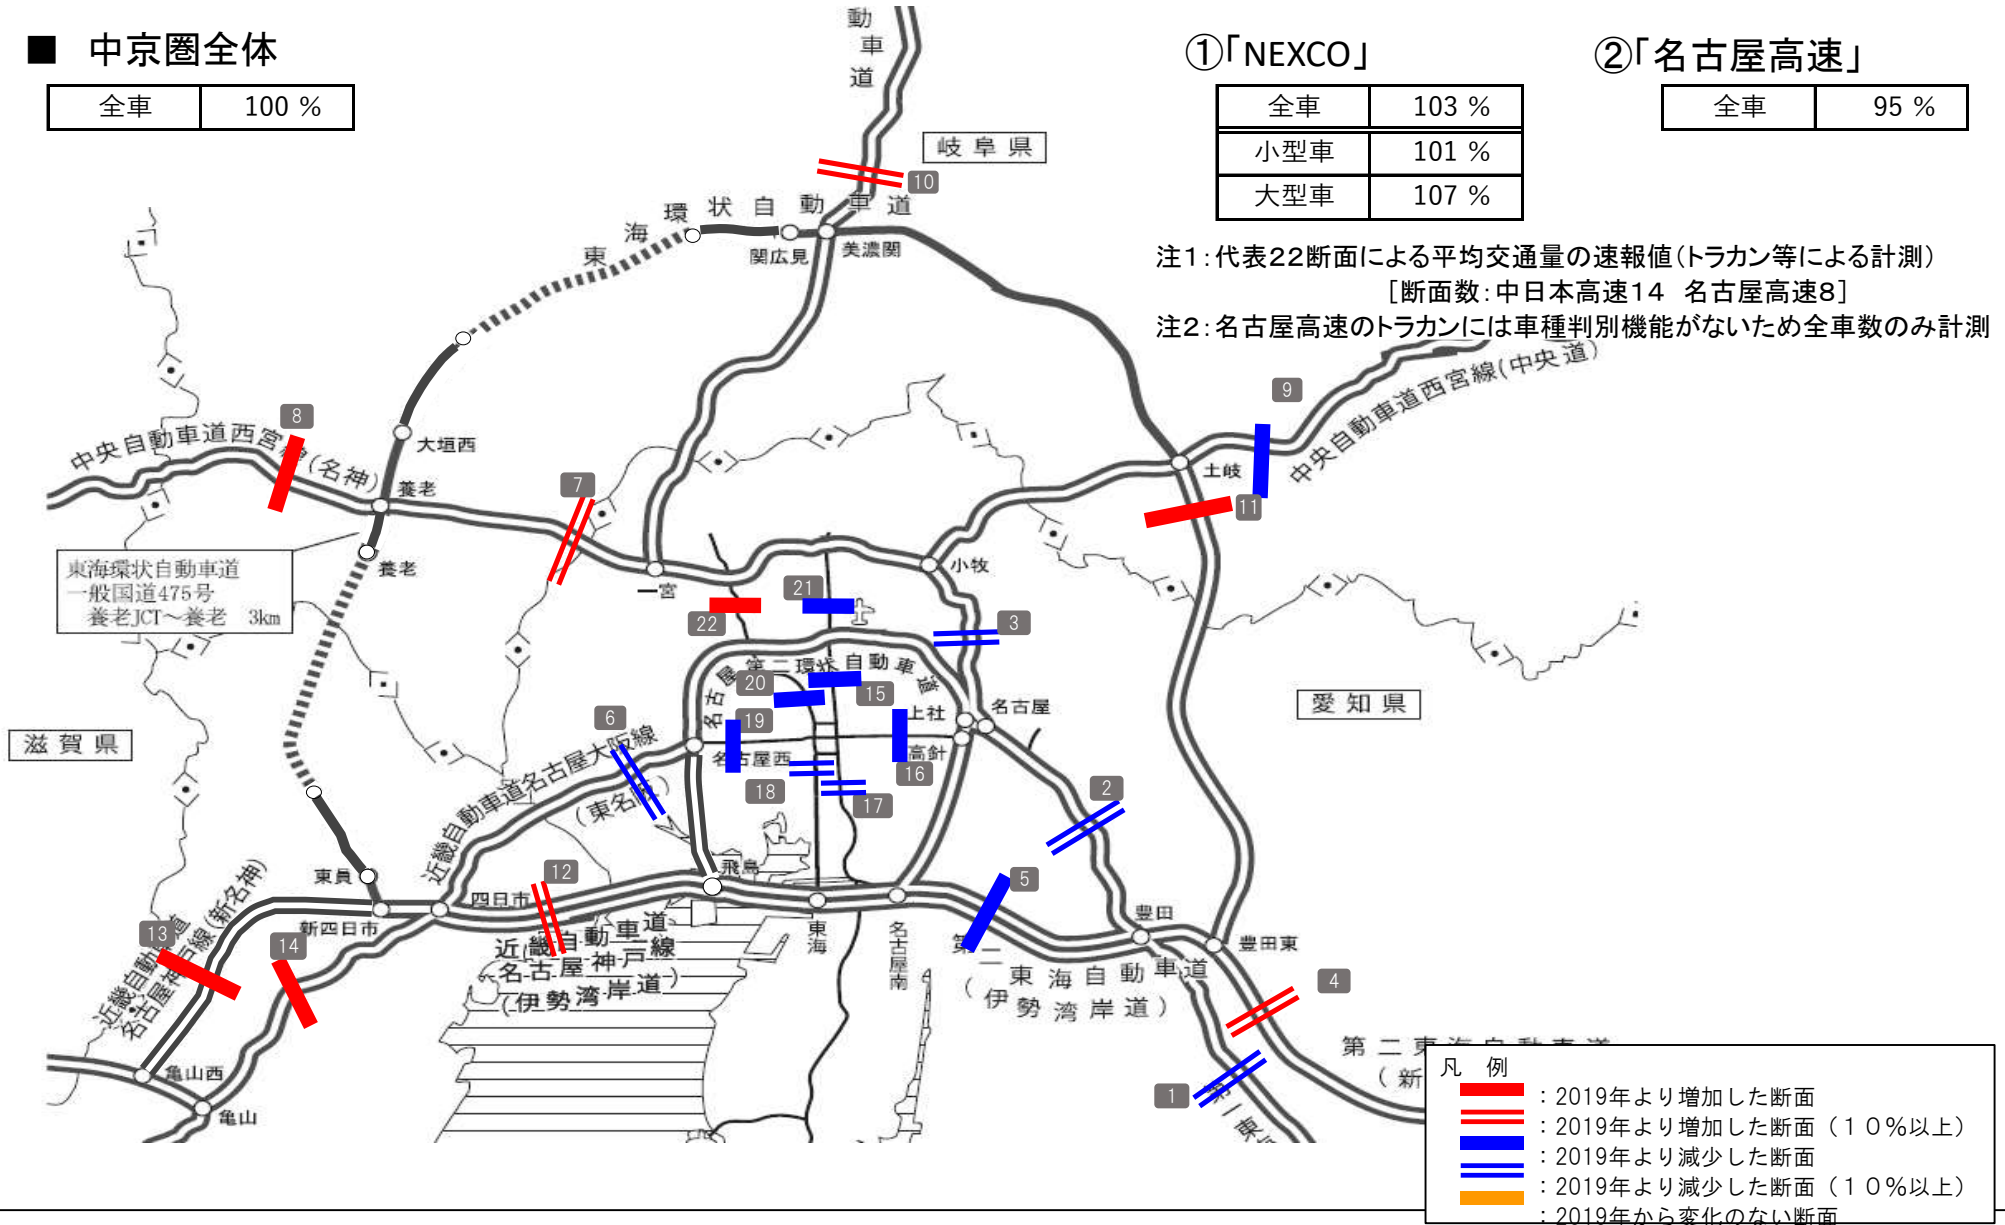 ■ 中京圏全体
全車 100 %
①「NEXCO」
全車 103 %
小型車 101 %
大型車 107 %
②「名古屋高速」
全車 95 %
注1:代表22断面による平均交通量の速報値(トラカン等による計測)
[断面数:中日本高速14 名古屋高速8]
注2:名古屋高速のトラカンには車種判別機能がないため全車数のみ計測
動車道
岐阜県
10
東海環状自動車道
関広見
美濃関
中央自動車道西宮線(中央道)
9
8
中央自動車道西宮線(名神)
大垣西
養老
7
土岐
11
東海環状自動車道
一般国道475号
養老JCT~養老 3km
養老
一宮
小牧
22
21
3
名古屋第二環状自動車道
20
15
19
上社
名古屋
愛知県
滋賀県
6
近畿自動車道名古屋大阪線
(東名阪)
名古屋西
高針
16
18
17
2
飛島
12
5
東員
四日市
新四日市
豊田
豊田東
東海
名古屋南
13
14
近畿自動車道
名古屋神戸線(新名神)
近畿自動車道
名古屋神戸線
(伊勢湾岸道)
第二東海自動車道
(伊勢湾岸道)
4
亀山西
亀山
1
第一東
第二東海自動車道
(新
凡 例
:2019年より増加した断面
:2019年より増加した断面(10%以上)
:2019年より減少した断面
:2019年より減少した断面(10%以上)
:2019年から変化のない断面